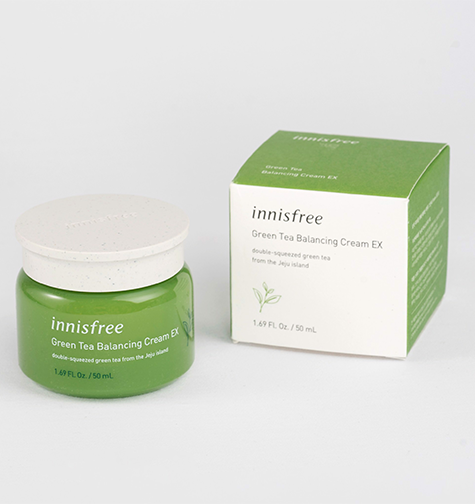 innisfree
Green Tea
Balancing Cream EX
innisfree
Green Tea Balancing Cream EX
double-squeezed green tea
from the Jeju island
1.69 Fl. Oz. / 50 mL
innisfree
Green Tea Balancing Cream EX
double-squeezed green tea from the Jeju island
1.69 Fl. Oz. / 50 mL